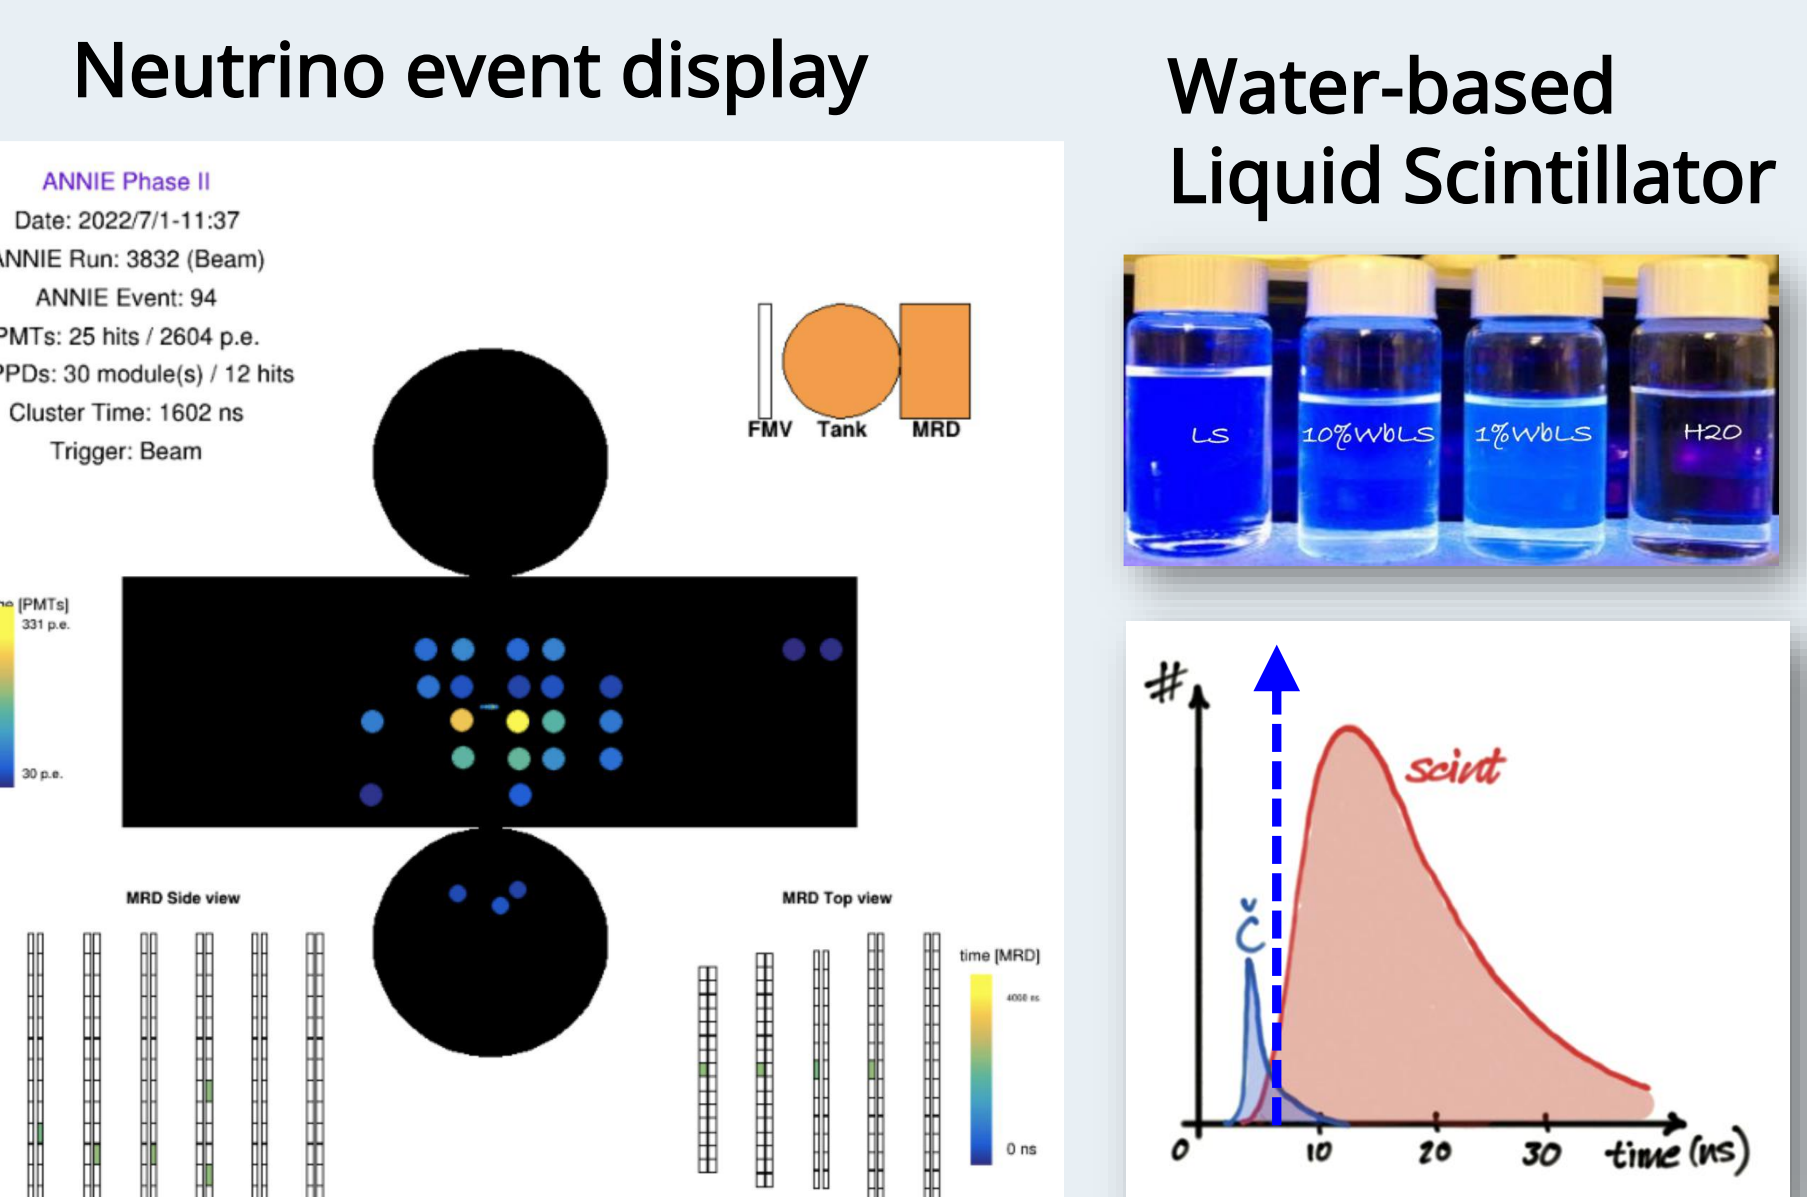 Neutrino event display
ANNIE Phase II
Date: 2022/7/1-11:37
ANNIE Run: 3832 (Beam)
ANNIE Event: 94
PMTs: 25 hits / 2604 p.e.
PPDs: 30 module(s) / 12 hits
Cluster Time: 1602 ns
Trigger: Beam
FMV Tank MRD
[PMTs]
331 p.e.
30 p.e.
MRD Side view
MRD Top view
time [MRD]
4000 ns
0 ns
Water-based
Liquid Scintillator
LS 10%WbLS 1%WbLS H2O
#
scint
Č
0 10 20 30 time (ns)